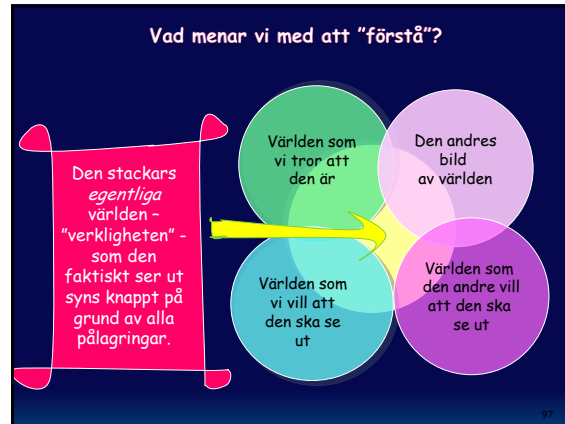 Vad menar vi med att ”förstå”?
Den stackars
egentliga
världen –
”verkligheten” -
som den
faktiskt ser ut
syns knappt på
grund av alla
pålagringar.
Världen som
vi tror att
den är
Den andres
bild
av världen
Världen som
vi vill att
den ska se
ut
Världen som
den andre vill
att den ska
se ut
97